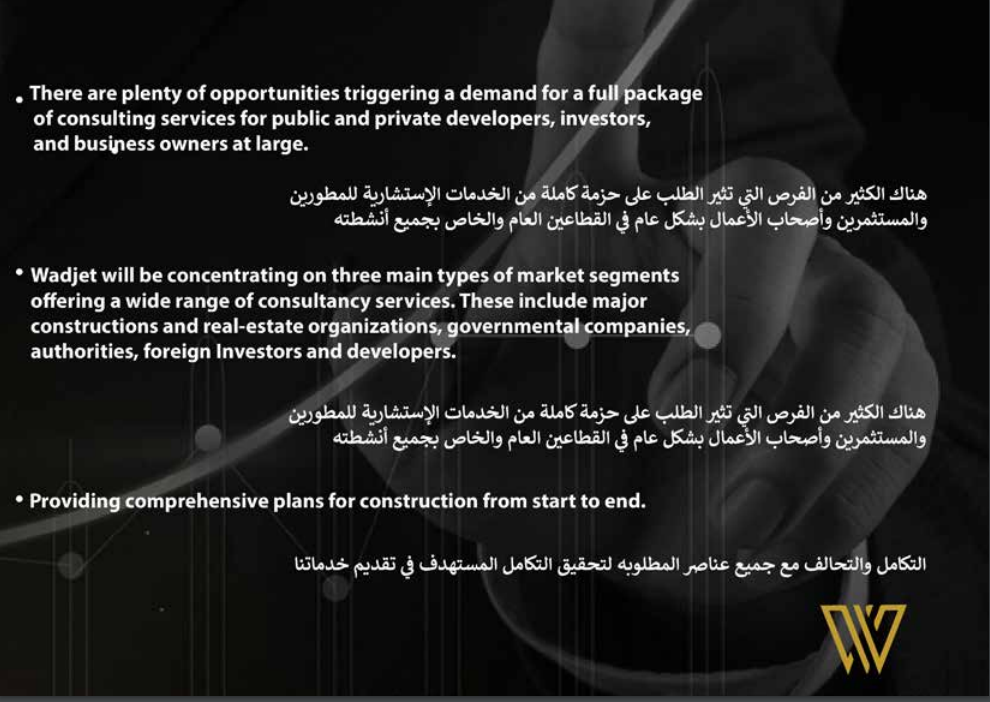 • There are plenty of opportunities triggering a demand for a full package
of consulting services for public and private developers, investors,
and business owners at large.
هناك الكثير من الفرص التي تثير الطلب على حزمة كاملة من الخدمات الإستشارية للمطورين
والمستثمرين وأصحاب الأعمال بشكل عام في القطاعين العام والخاص بجميع أنشطته
• Wadjet will be concentrating on three main types of market segments
offering a wide range of consultancy services. These include major
constructions and real-estate organizations, governmental companies,
authorities, foreign Investors and developers.
هناك الكثير من الفرص التي تثير الطلب على حزمة كاملة من الخدمات الإستشارية للمطورين
والمستثمرين وأصحاب الأعمال بشكل عام في القطاعين العام والخاص بجميع أنشطته
• Providing comprehensive plans for construction from start to end.
التكامل والتحالف مع جميع عناصر المطلوبه لتحقيق التكامل المستهدف في تقديم خدماتنا